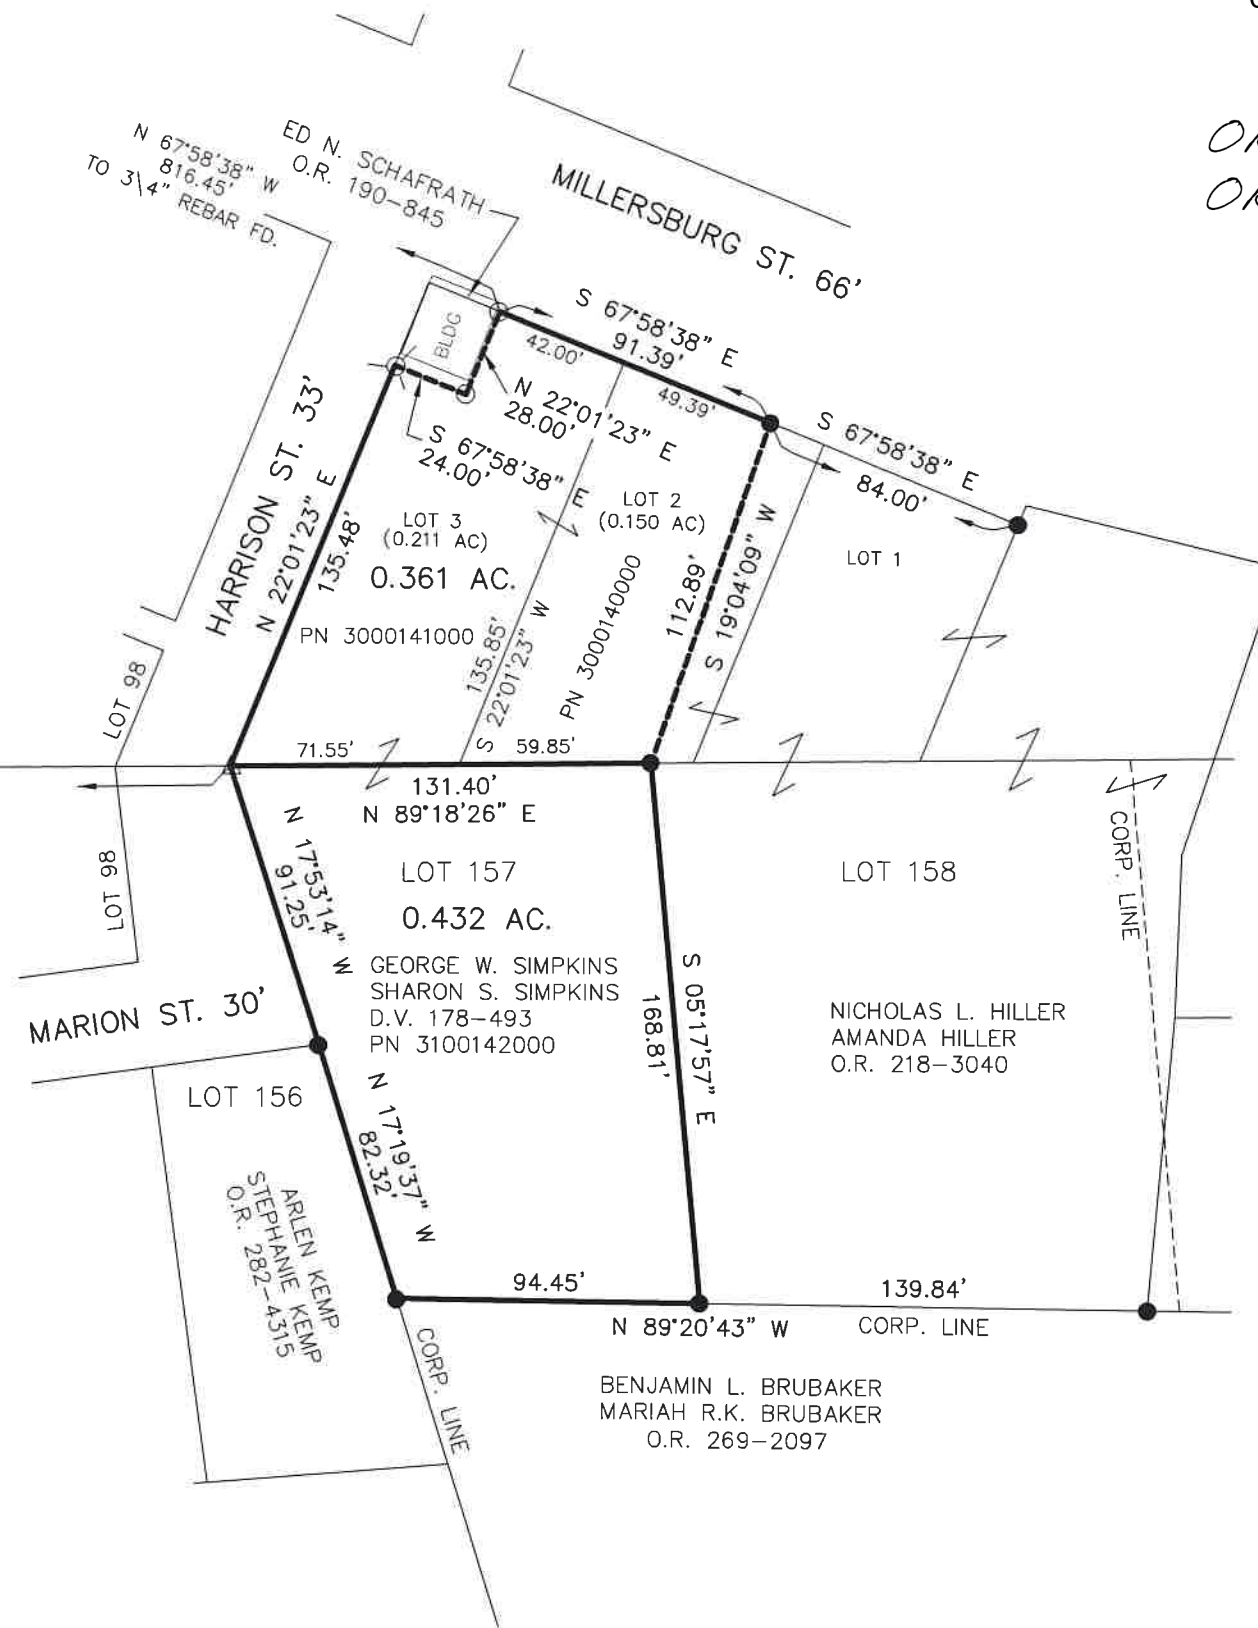 N 67°58'38" W
816.45'
TO 3\4" REBAR FD.
ED N. SCHAFRATH
O.R. 190-845
MILLERSBURG ST. 66'
BLDG
S 67°58'38" E
91.39'
42.00'
49.39'
N 22°01'23" E
28.00'
S 67°58'38" E
24.00'
S 67°58'38" E
84.00'
HARRISON ST. 33'
N 22°01'23" E
135.48'
LOT 3
(0.211 AC)
0.361 AC.
PN 3000141000
LOT 2
(0.150 AC)
PN 3000140000
135.85'
S 22°01'23" W
112.89'
S 19°04'09" W
LOT 1
LOT 98
71.55'
59.85'
131.40'
N 89°18'26" E
LOT 98
N 17°53'14" W
91.25'
LOT 157
0.432 AC.
GEORGE W. SIMPKINS
SHARON S. SIMPKINS
D.V. 178-493
PN 3100142000
LOT 158
CORP. LINE
NICHOLAS L. HILLER
AMANDA HILLER
O.R. 218-3040
S 05°17'57" E
168.81'
MARION ST. 30'
LOT 156
N 17°19'37" W
82.32'
ARLEN KEMP
STEPHANIE KEMP
O.R. 282-4315
94.45'
139.84'
N 89°20'43" W
CORP. LINE
CORP. LINE
BENJAMIN L. BRUBAKER
MARIAH R.K. BRUBAKER
O.R. 269-2097